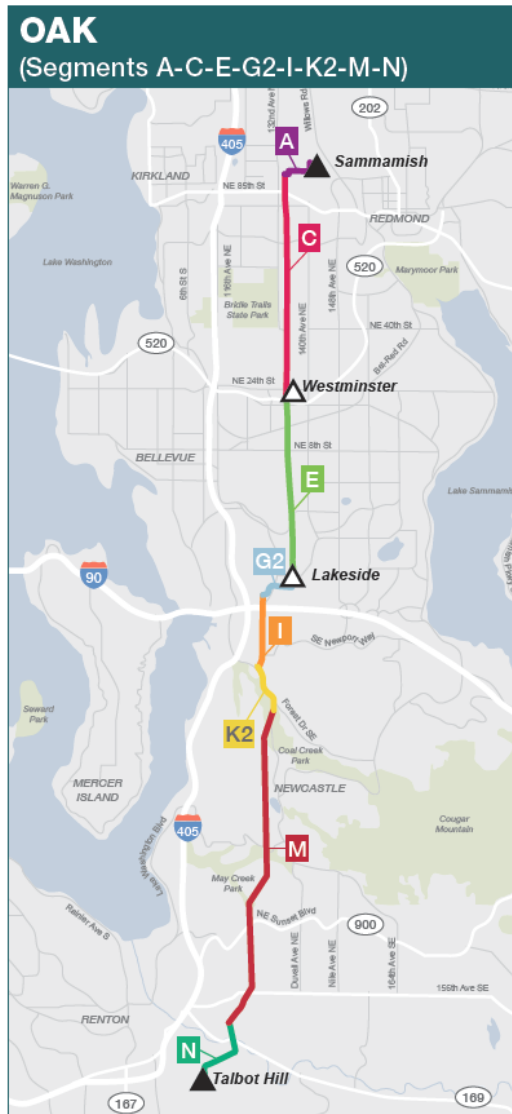 OAK
(Segments A-C-E-G2-I-K2-M-N)
132nd Ave N
Willows Rd
202
405
A
Sammamish
KIRKLAND
Warren G.
Magnuson Park
NE 85th St
REDMOND
Lake Washington
C
520
Marymoor Park
6th St S
116th Ave NE
Bridle Trails
State Park
140th Ave NE
148th Ave NE
NE 40th St
520
Bel-Red Rd
NE 24th St
Westminster
NE 8th St
BELLEVUE
E
Lake Sammamis
G2
Lakeside
90
I
SE Newport Way
Seward
Park
K2
Forest Dr SE
Coal Creek
Park
MERCER
ISLAND
NEWCASTLE
Cougar
Mountain
405
Lake Washington Blvd
M
May Creek
Park
Rainier Ave S
NE Sunset Blvd
900
Duvall Ave NE
Nile Ave NE
164th Ave SE
156th Ave SE
RENTON
N
Talbot Hill
167
169